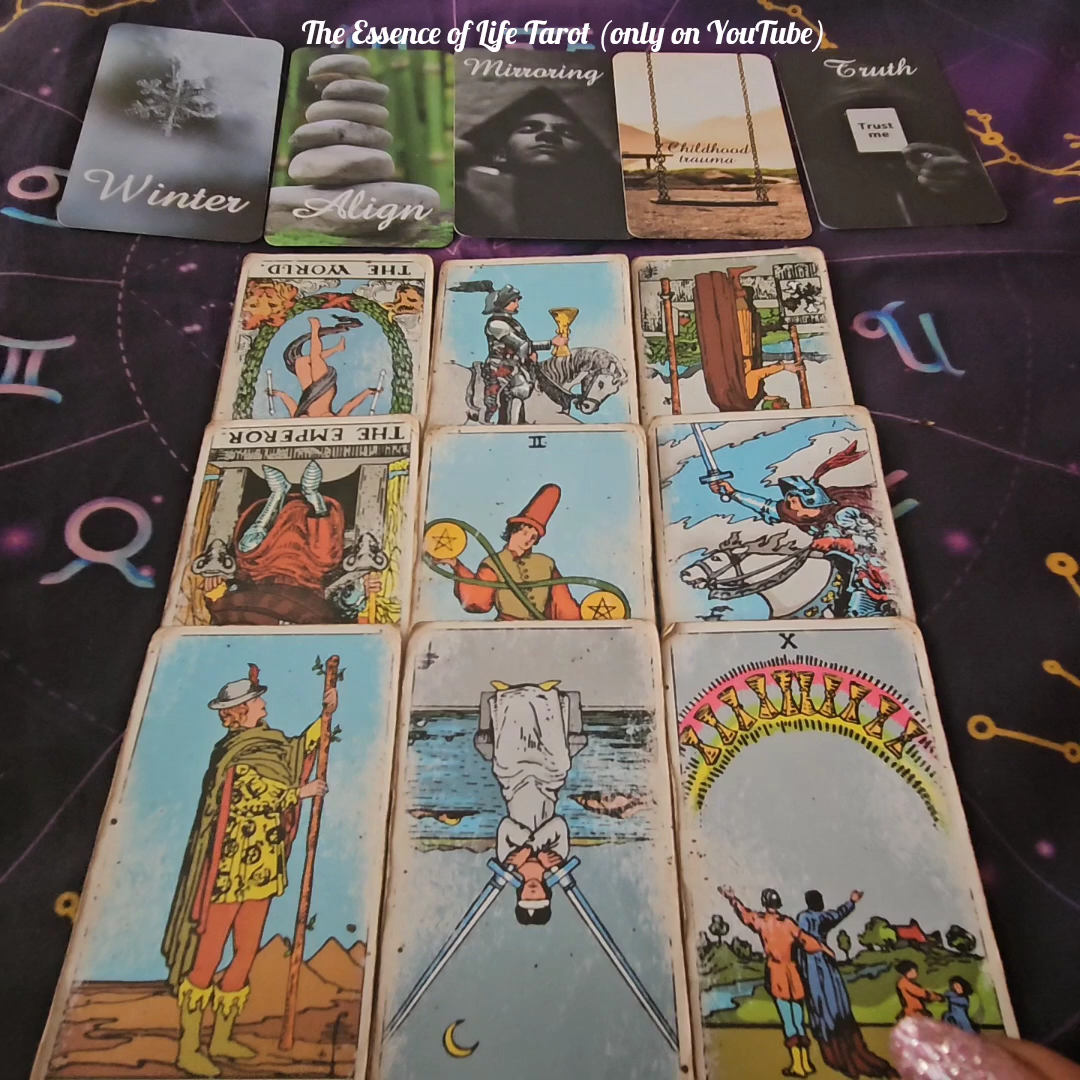 The Essence of Life Tarot (only on YouTube)
Winter
Align
Mirroring
Childhood
trauma
Truth
Trust
me
THE WORLD.
THE EMPEROR.
II
X